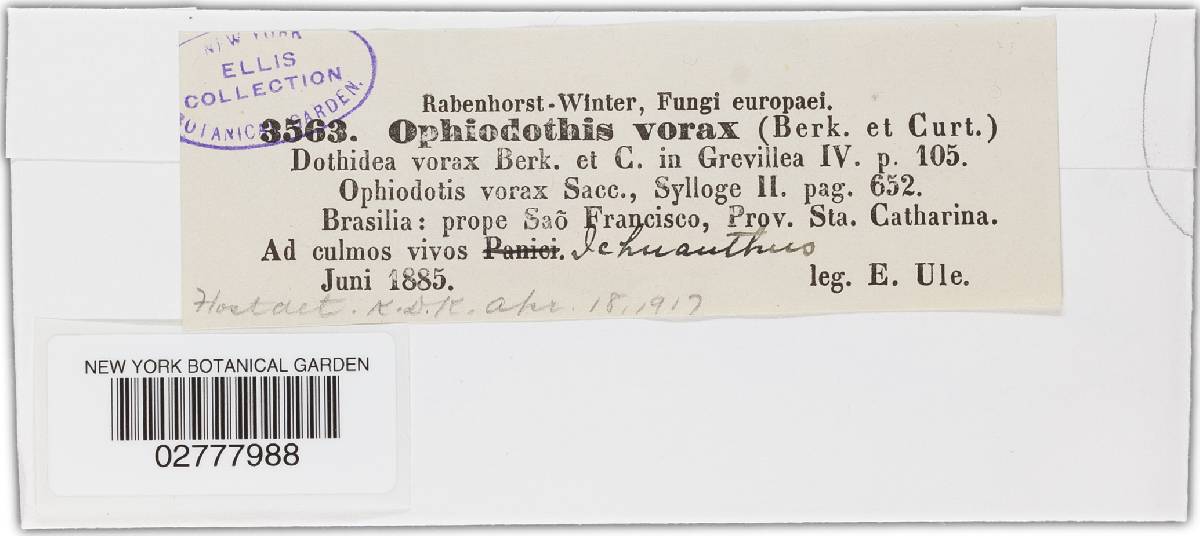 NEW YORK
ELLIS
COLLECTION
BOTANICAL GARDEN.
Rabenhorst-Winter, Fungi europaei.
3563. Ophiodothis vorax (Berk. et Curt.)
Dothidea vorax Berk. et C. in Grevillea IV. p. 105.
Ophiodotis vorax Sacc., Sylloge II. pag. 652.
Brasilia: prope Saõ Francisco, Prov. Sta. Catharina.
Ad culmos vivos Panici. Ichnanthus
Juni 1885. leg. E. Ule.
Host det. K.D.K. Apr. 18, 1917
NEW YORK BOTANICAL GARDEN
02777988